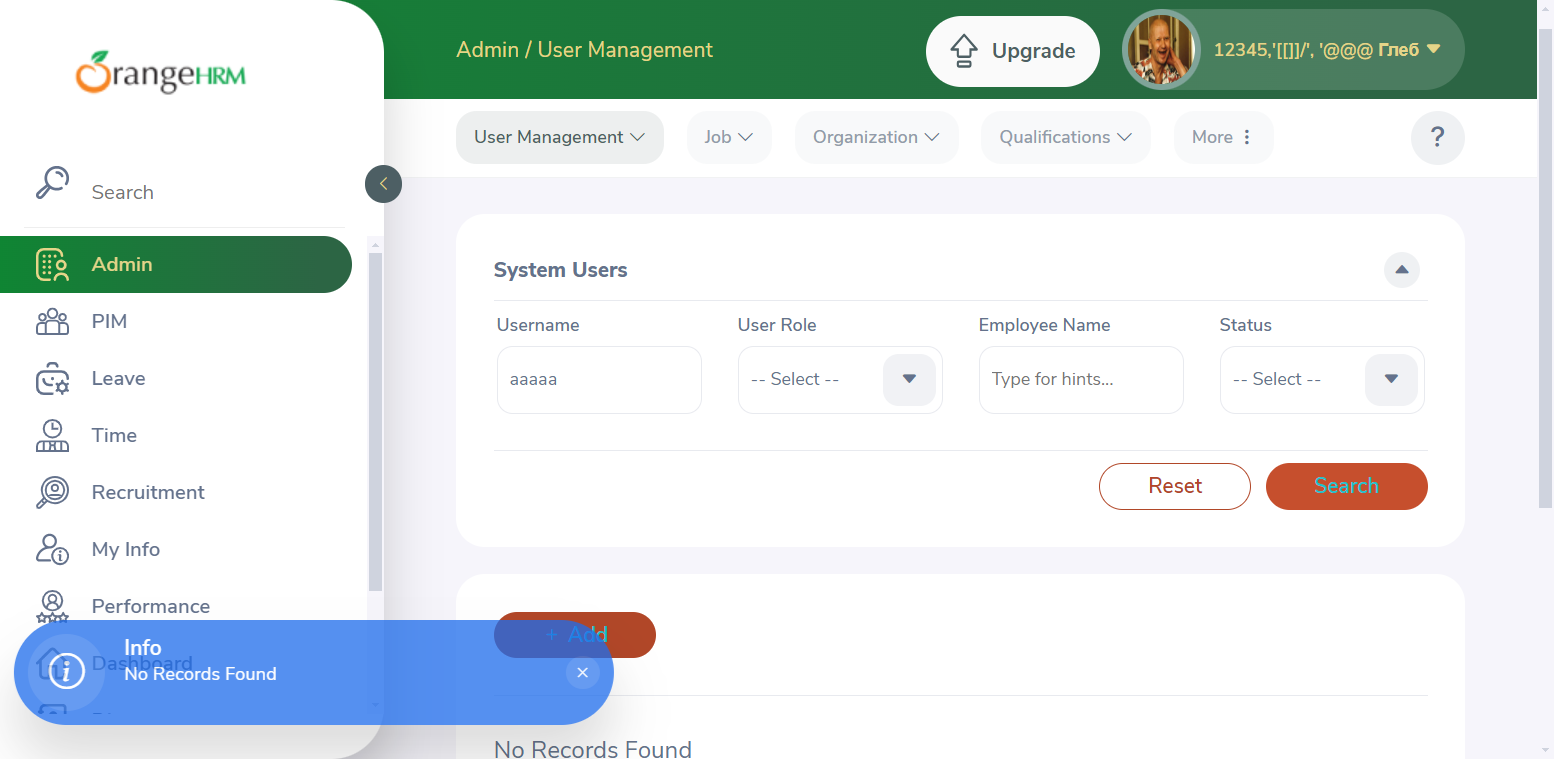 OrangeHRM
Admin / User Management
Upgrade
12345,'[[]]/', '@@@ Глеб
User Management
Job
Organization
Qualifications
More
?
Search
Admin
PIM
Leave
Time
Recruitment
My Info
Performance
Dashboard
System Users
Username
User Role
Employee Name
Status
aaaaa
-- Select --
Type for hints...
-- Select --
Reset
Search
+ Add
Info
No Records Found
No Records Found